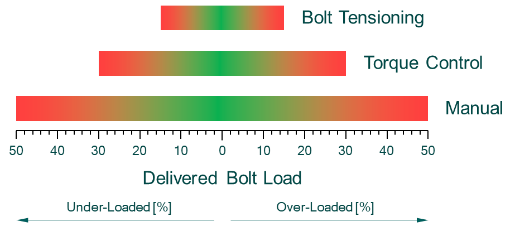 Bolt Tensioning
Torque Control
Manual
50 40 30 20 10 0 10 20 30 40 50
Delivered Bolt Load
Under-Loaded [%] Over-Loaded [%]